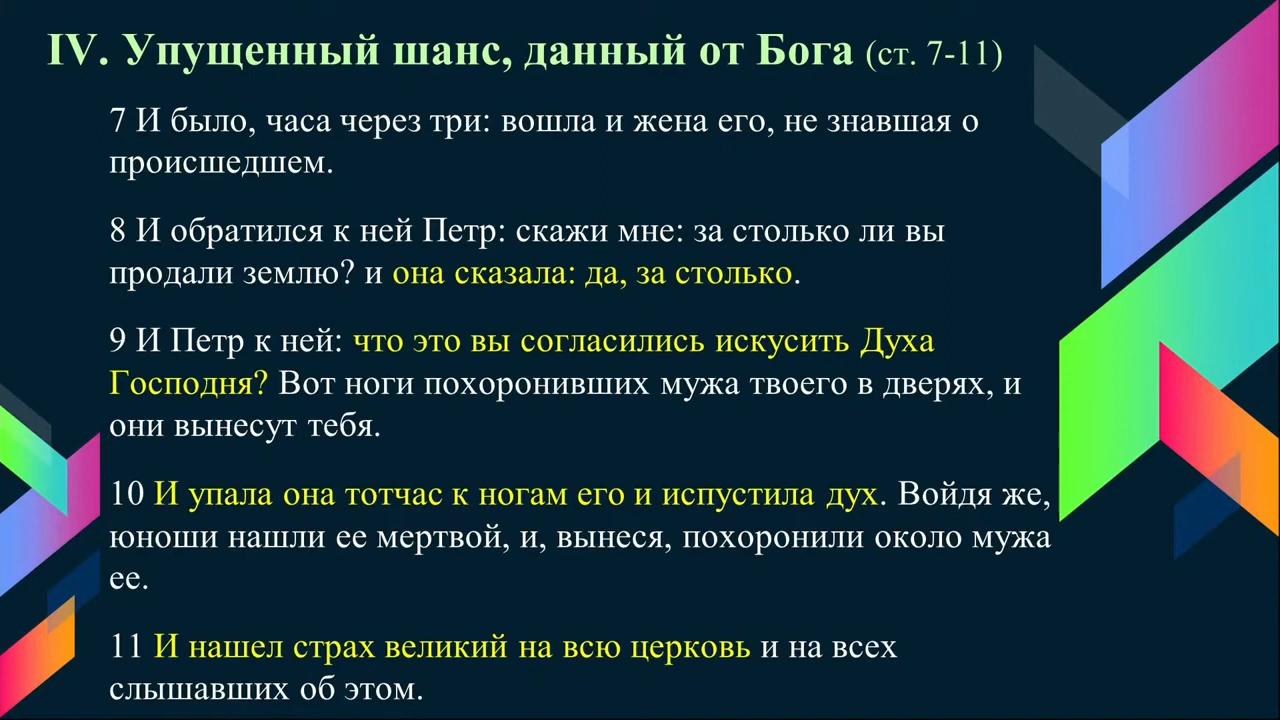 IV. Упущенный шанс, данный от Бога (ст. 7-11)
7 И было, часа через три: вошла и жена его, не знавшая о
происшедшем.
8 И обратился к ней Петр: скажи мне: за столько ли вы
продали землю? и она сказала: да, за столько.
9 И Петр к ней: что это вы согласились искусить Духа
Господня? Вот ноги похоронивших мужа твоего в дверях, и
они вынесут тебя.
10 И упала она тотчас к ногам его и испустила дух. Войдя же,
юноши нашли ее мертвой, и, вынеся, похоронили около мужа
ее.
11 И нашел страх великий на всю церковь и на всех
слышавших об этом.